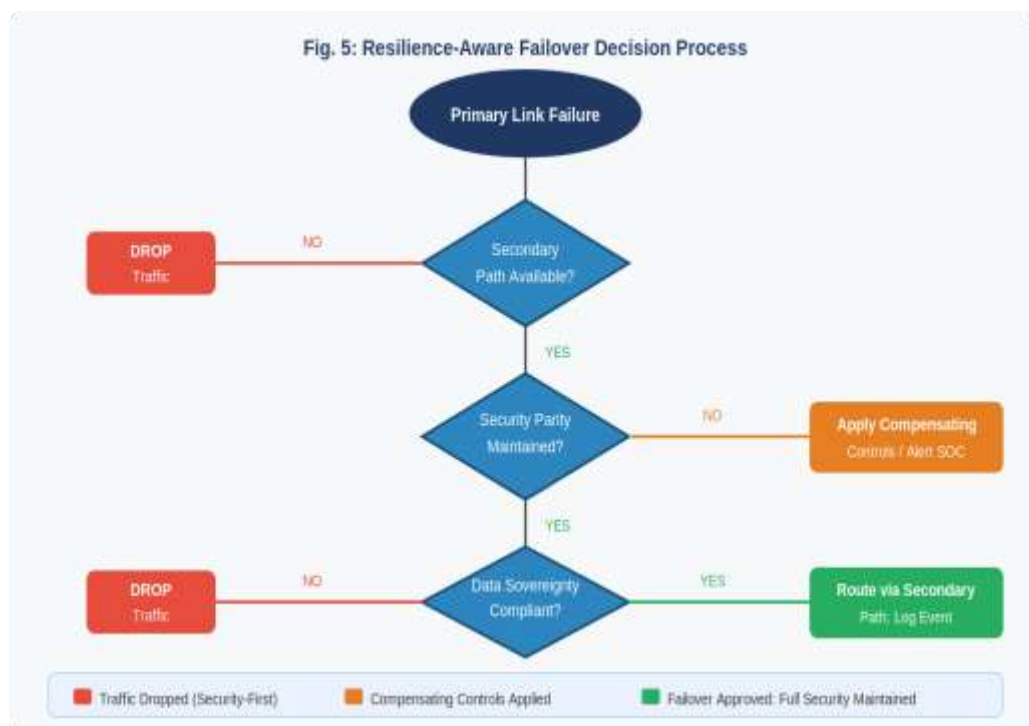 Fig. 5: Resilience-Aware Failover Decision Process
Primary Link Failure
Secondary
Path Available?
NO
DROP
Traffic
YES
Security Parity
Maintained?
NO
Apply Compensating
Controls / Alert SOC
YES
Data Sovereignty
Compliant?
NO
DROP
Traffic
YES
Route via Secondary
Path; Log Event
Traffic Dropped (Security-First)
Compensating Controls Applied
Failover Approved: Full Security Maintained